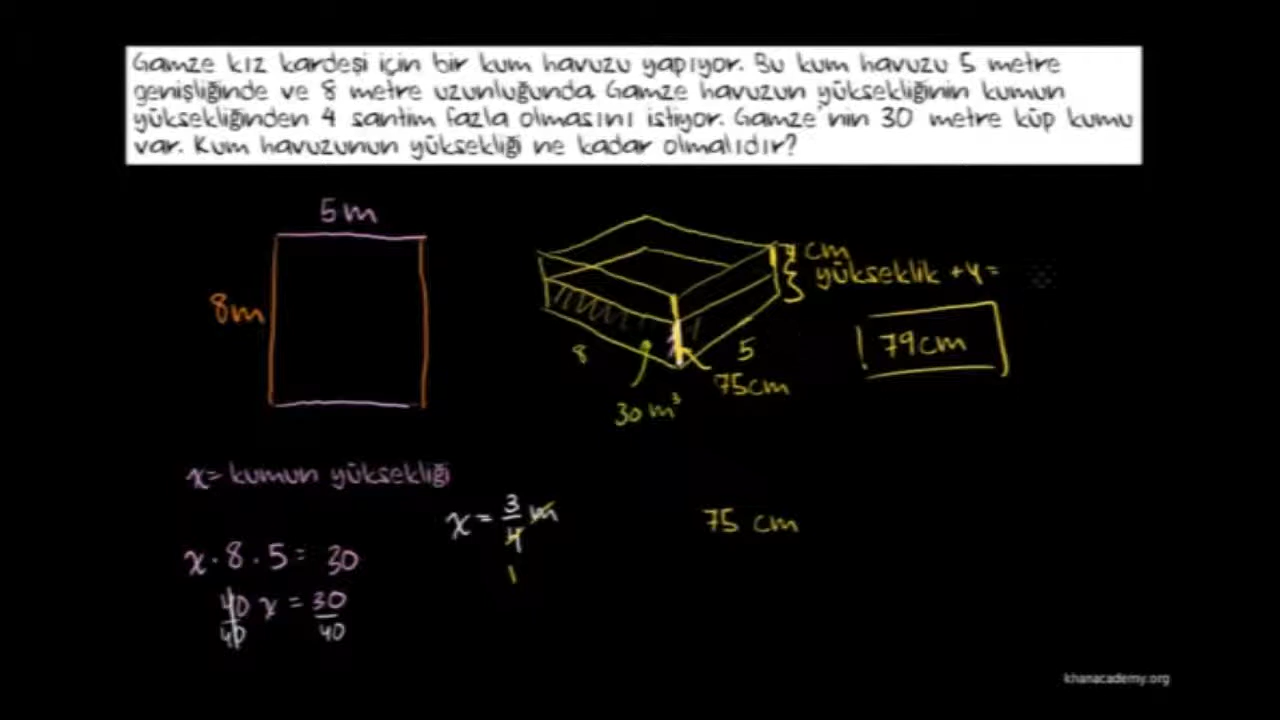 Gamze kız kardeşi için bir kum havuzu yapıyor. Bu kum havuzu 5 metre
genişliğinde ve 8 metre uzunluğunda. Gamze havuzun yüksekliğinin kumun
yüksekliğinden 4 santim fazla olmasını istiyor. Gamze'nin 30 metre küp kumu
var. Kum havuzunun yüksekliği ne kadar olmalıdır?
5m
8m
4 cm
yükseklik +4=
79cm
8
5
75cm
30 m³
x= kumun yüksekliği
x = 3/4 m
1
75 cm
x . 8 . 5 = 30
40/40 x = 30/40
khanacademy.org